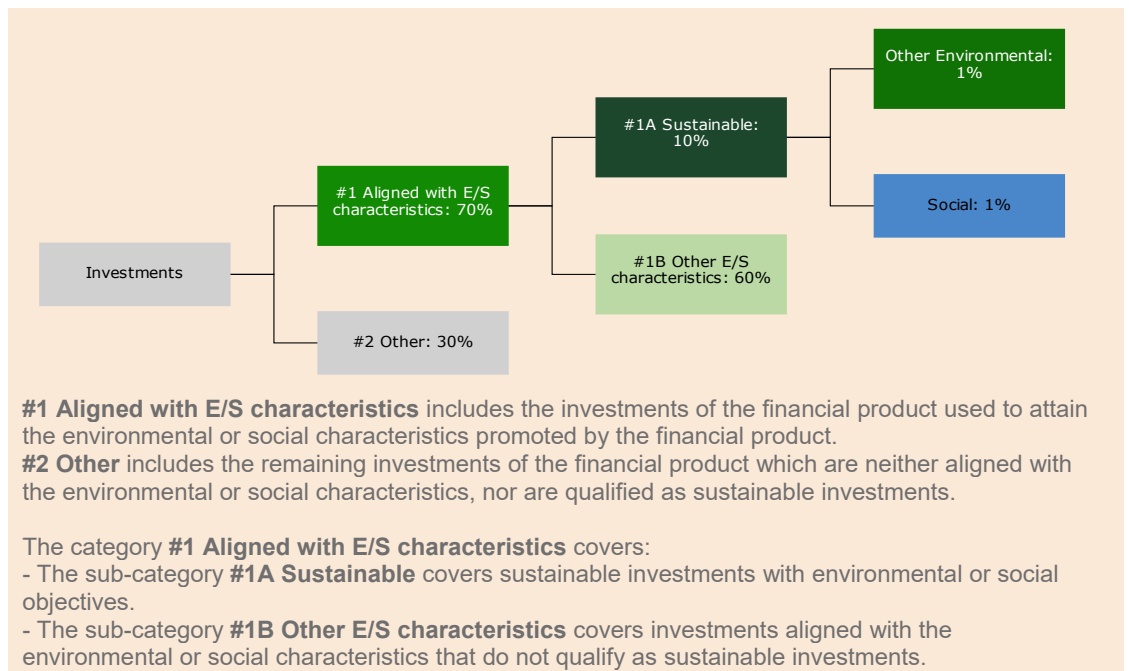 Other Environmental:
1%
#1A Sustainable:
10%
#1 Aligned with E/S
characteristics: 70%
Social: 1%
Investments
#1B Other E/S
characteristics: 60%
#2 Other: 30%
#1 Aligned with E/S characteristics includes the investments of the financial product used to attain
the environmental or social characteristics promoted by the financial product.
#2 Other includes the remaining investments of the financial product which are neither aligned with
the environmental or social characteristics, nor are qualified as sustainable investments.
The category #1 Aligned with E/S characteristics covers:
- The sub-category #1A Sustainable covers sustainable investments with environmental or social
objectives.
- The sub-category #1B Other E/S characteristics covers investments aligned with the
environmental or social characteristics that do not qualify as sustainable investments.